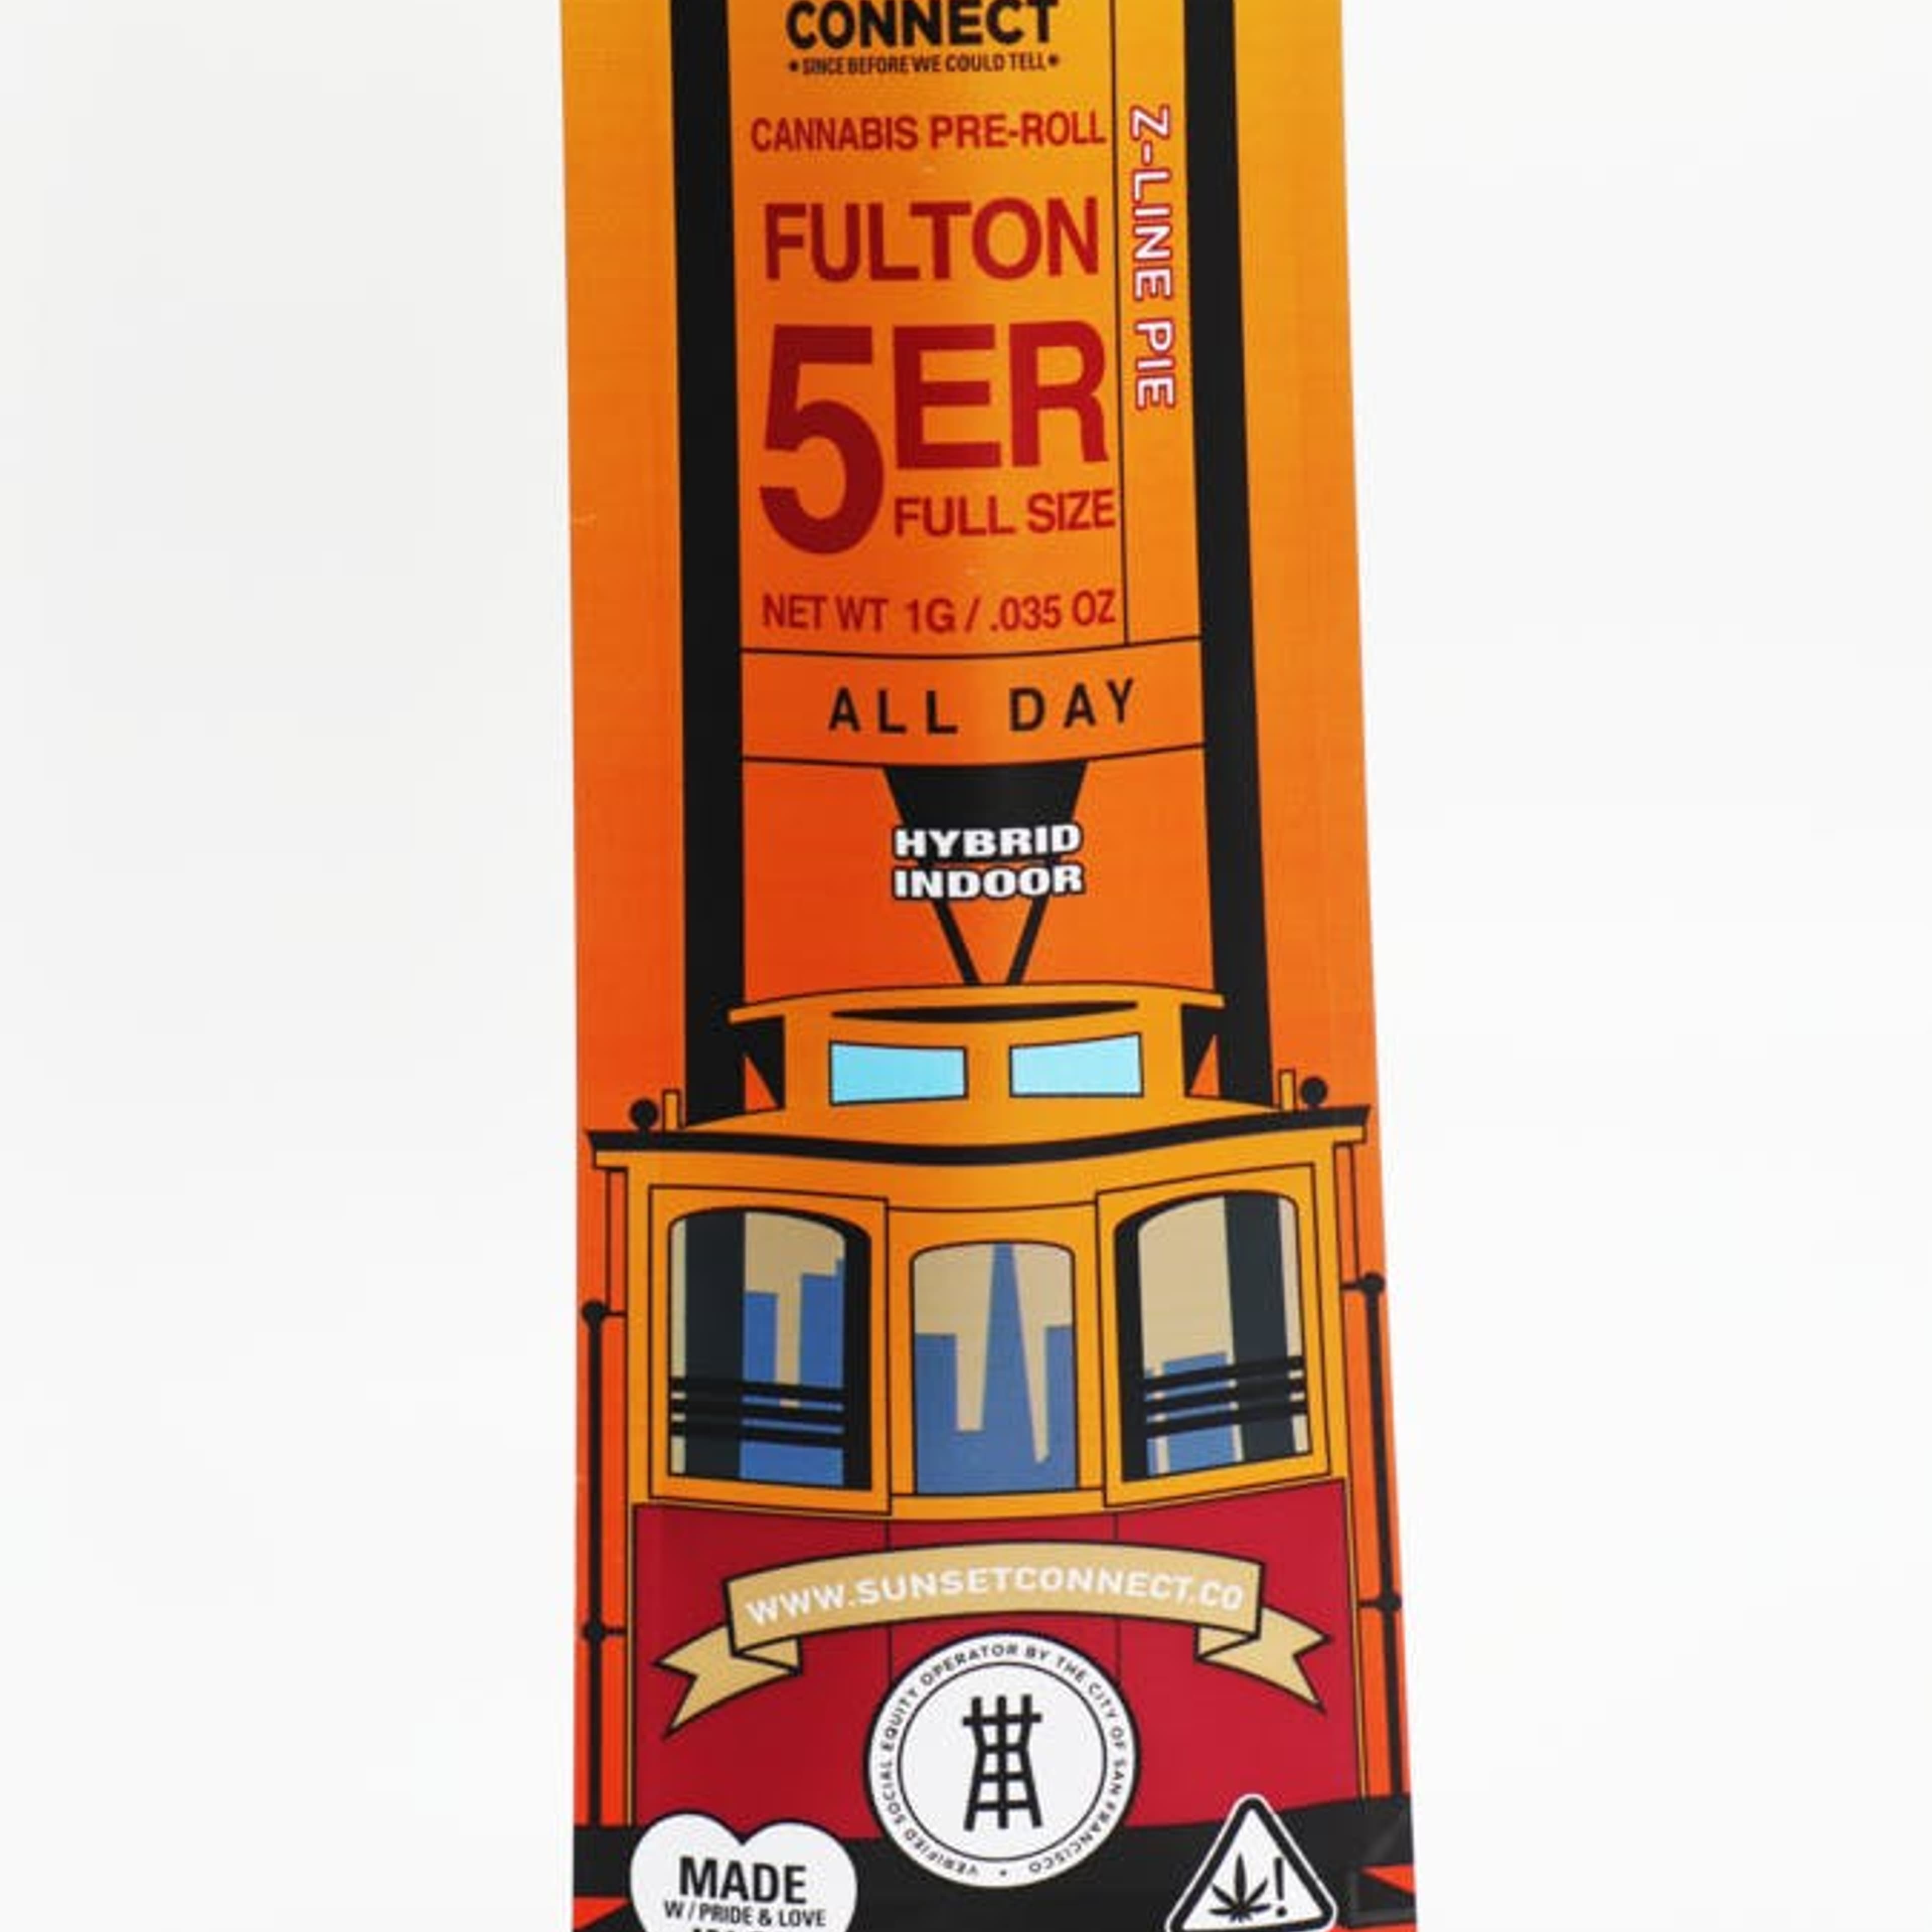 CONNECT
•SINCE BEFORE WE COULD TELL•
CANNABIS PRE-ROLL
FULTON
5ER
FULL SIZE
NET WT 1G / .035 OZ
Z-LINE PIE
ALL DAY
HYBRID
INDOOR
WWW.SUNSETCONNECT.CO
VERIFIED SOCIAL EQUITY OPERATOR BY THE CITY OF SAN FRANCISCO •
MADE
W / PRIDE & LOVE
!